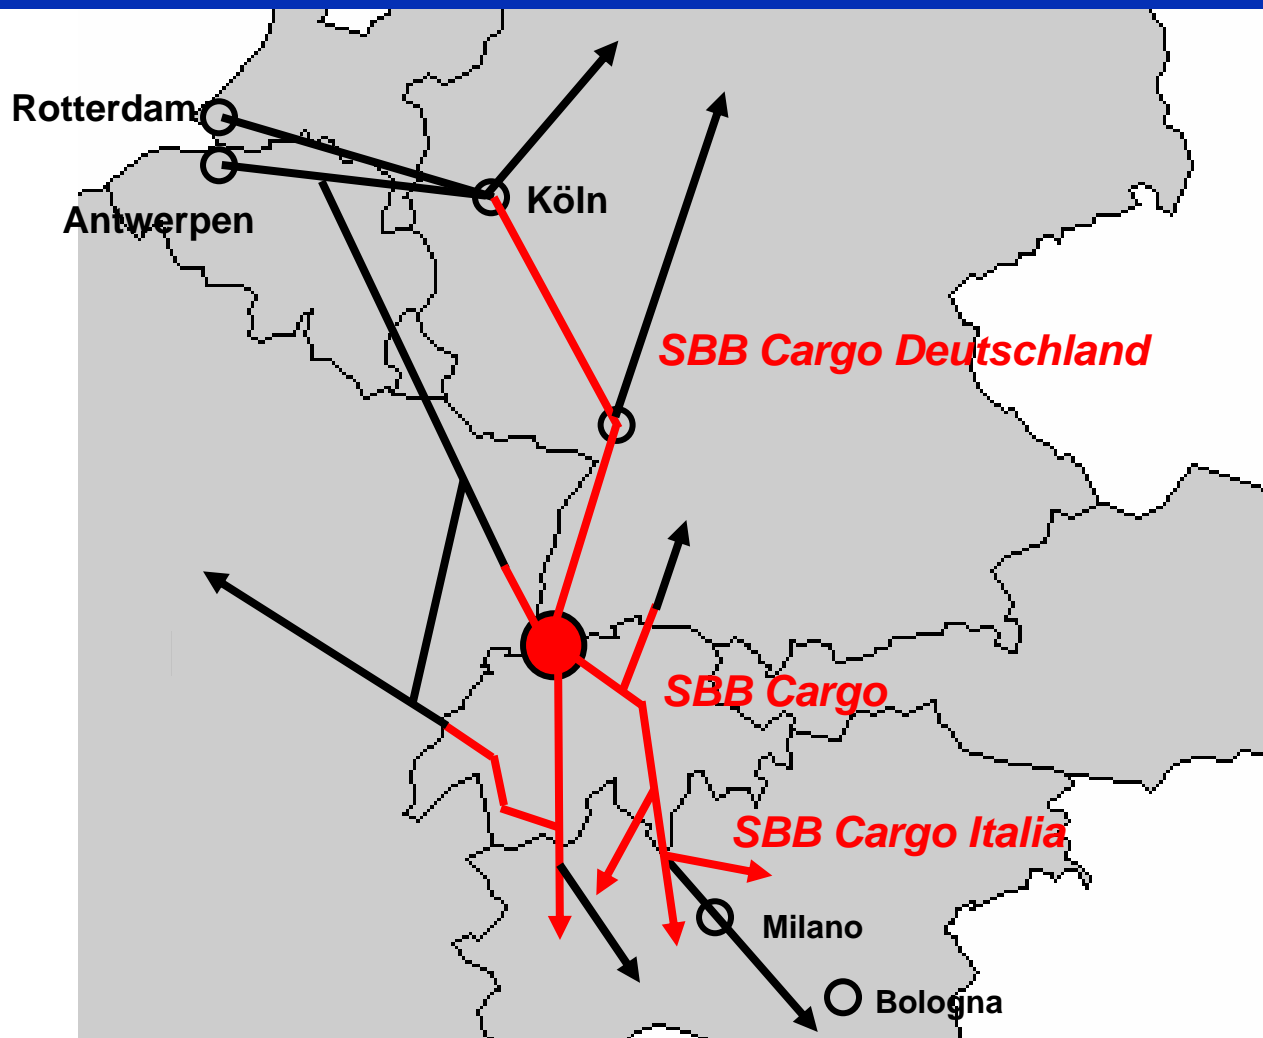 Rotterdam
Antwerpen
Köln
SBB Cargo Deutschland
SBB Cargo
SBB Cargo Italia
Milano
Bologna